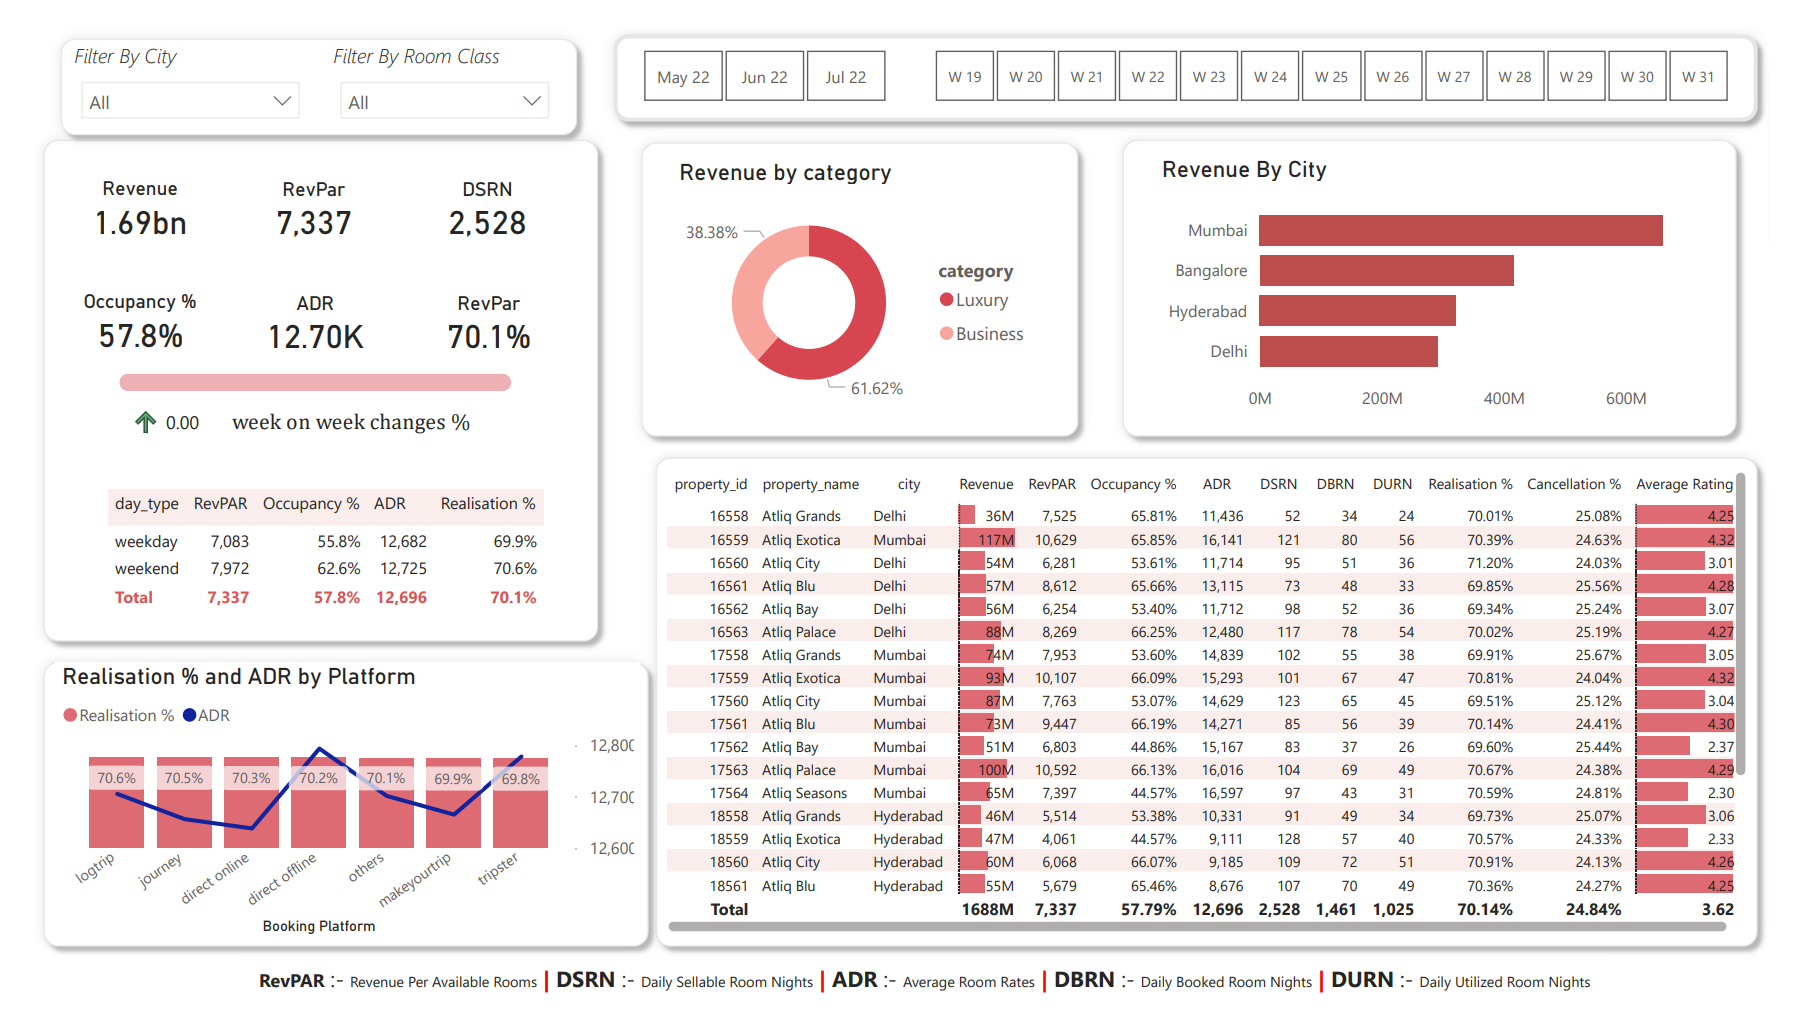 Filter By City
Filter By Room Class
All
All
May 22 Jun 22 Jul 22 W 19 W 20 W 21 W 22 W 23 W 24 W 25 W 26 W 27 W 28 W 29 W 30 W 31
Revenue
1.69bn
RevPar
7,337
DSRN
2,528
Occupancy %
57.8%
ADR
12.70K
RevPar
70.1%
0.00 week on week changes %
day_type RevPAR Occupancy % ADR Realisation %
weekday 7,083 55.8% 12,682 69.9%
weekend 7,972 62.6% 12,725 70.6%
Total 7,337 57.8% 12,696 70.1%
Revenue by category
38.38%
61.62%
category
Luxury
Business
Revenue By City
Mumbai
Bangalore
Hyderabad
Delhi
0M 200M 400M 600M
Realisation % and ADR by Platform
Realisation % ADR
12,800
12,700
12,600
70.6% 70.5% 70.3% 70.2% 70.1% 69.9% 69.8%
logtrip journey direct online direct offline others makeyourtrip tripster
Booking Platform
property_id property_name city Revenue RevPAR Occupancy % ADR DSRN DBRN DURN Realisation % Cancellation % Average Rating
16558 Atliq Grands Delhi 36M 7,525 65.81% 11,436 52 34 24 70.01% 25.08% 4.25
16559 Atliq Exotica Mumbai 117M 10,629 65.85% 16,141 121 80 56 70.39% 24.63% 4.32
16560 Atliq City Delhi 54M 6,281 53.61% 11,714 95 51 36 71.20% 24.03% 3.01
16561 Atliq Blu Delhi 57M 8,612 65.66% 13,115 73 48 33 69.85% 25.56% 4.28
16562 Atliq Bay Delhi 56M 6,254 53.40% 11,712 98 52 36 69.34% 25.24% 3.07
16563 Atliq Palace Delhi 88M 8,269 66.25% 12,480 117 78 54 70.02% 25.19% 4.27
17558 Atliq Grands Mumbai 74M 7,953 53.60% 14,839 102 55 38 69.91% 25.67% 3.05
17559 Atliq Exotica Mumbai 93M 10,107 66.09% 15,293 101 67 47 70.81% 24.04% 4.32
17560 Atliq City Mumbai 87M 7,763 53.07% 14,629 123 65 45 69.51% 25.12% 3.04
17561 Atliq Blu Mumbai 73M 9,447 66.19% 14,271 85 56 39 70.14% 24.41% 4.30
17562 Atliq Bay Mumbai 51M 6,803 44.86% 15,167 83 37 26 69.60% 25.44% 2.37
17563 Atliq Palace Mumbai 100M 10,592 66.13% 16,016 104 69 49 70.67% 24.38% 4.29
17564 Atliq Seasons Mumbai 65M 7,397 44.57% 16,597 97 43 31 70.59% 24.81% 2.30
18558 Atliq Grands Hyderabad 46M 5,514 53.38% 10,331 91 49 34 69.73% 25.07% 3.06
18559 Atliq Exotica Hyderabad 47M 4,061 44.57% 9,111 128 57 40 70.57% 24.33% 2.33
18560 Atliq City Hyderabad 60M 6,068 66.07% 9,185 109 72 51 70.91% 24.13% 4.26
18561 Atliq Blu Hyderabad 55M 5,679 65.46% 8,676 107 70 49 70.36% 24.27% 4.25
Total 1688M 7,337 57.79% 12,696 2,528 1,461 1,025 70.14% 24.84% 3.62
RevPAR :- Revenue Per Available Rooms | DSRN :- Daily Sellable Room Nights | ADR :- Average Room Rates | DBRN :- Daily Booked Room Nights | DURN :- Daily Utilized Room Nights